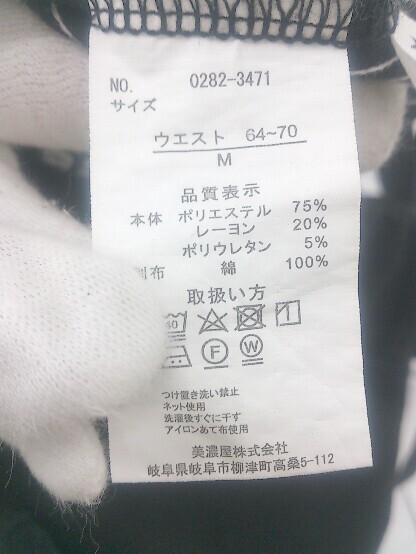 NO. 0282-3471
サイズ
ウエスト 64~70
M
品質表示
本体 ポリエステル 75%
レーヨン 20%
ポリウレタン 5%
別布 綿 100%
取扱い方
40
F W
つけ置き洗い禁止
ネット使用
洗濯後すぐに干す
アイロンあて布使用
美濃屋株式会社
岐阜県岐阜市柳津町高桑5-112